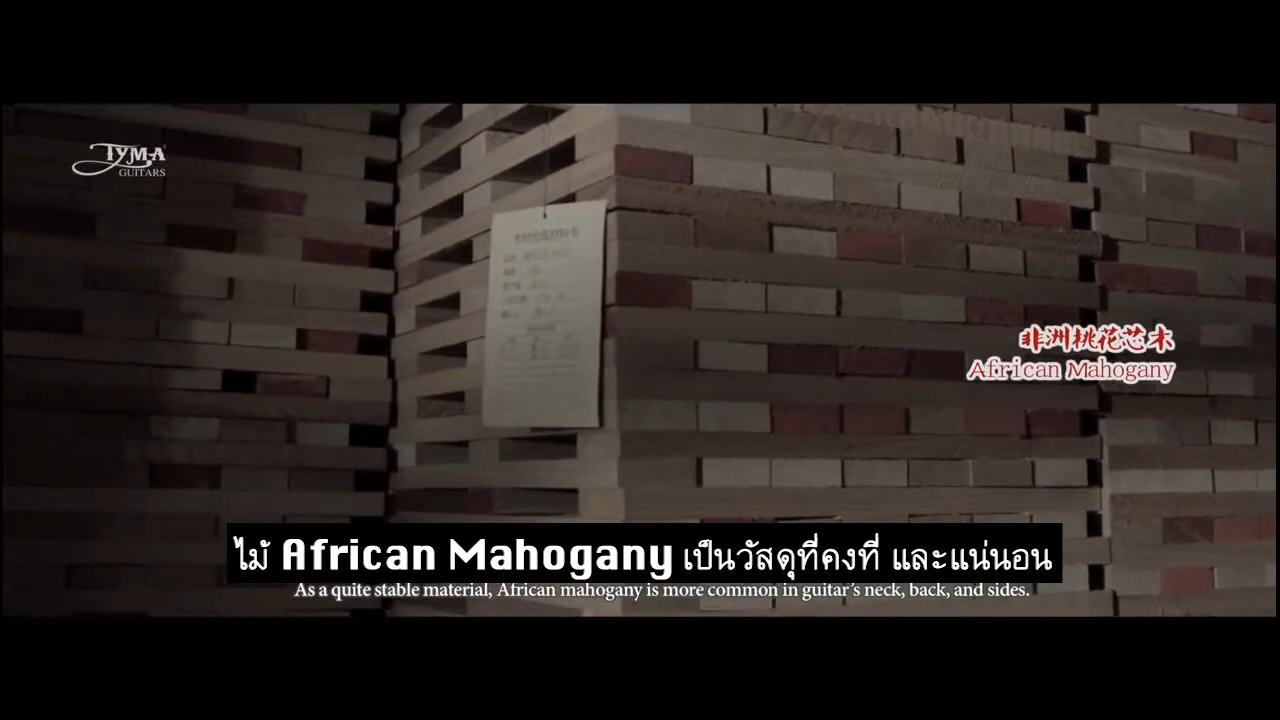 TYMA
GUITARS
非洲桃花芯木
African Mahogany
ไม้ African Mahogany เป็นวัสดุที่คงที่ และแน่นอน
As a quite stable material, African mahogany is more common in guitar's neck, back, and sides.